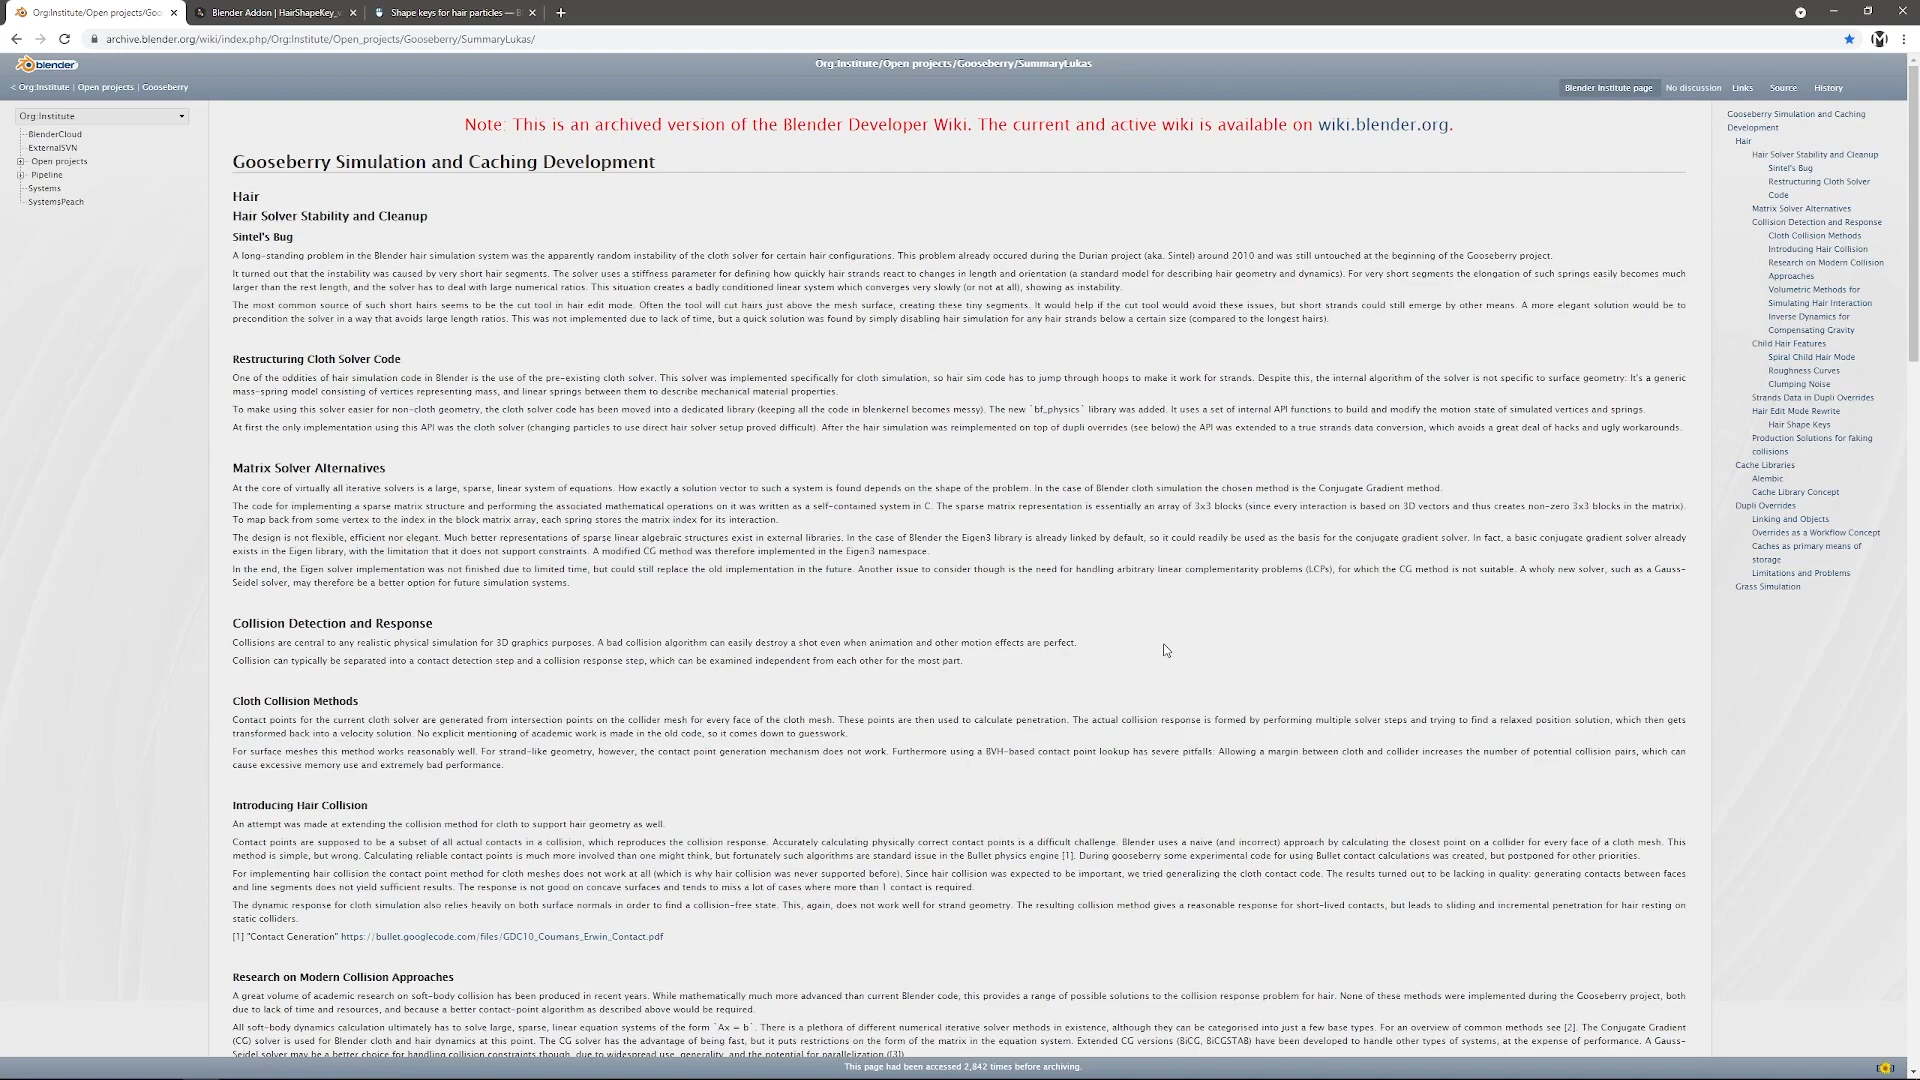 Org:Institute/Open projects/Goo
Blender Addon | HairShapeKey_v
Shape keys for hair particles — B
archive.blender.org/wiki/index.php/Org:Institute/Open_projects/Gooseberry/SummaryLukas/
blender
Org:Institute/Open projects/Gooseberry/SummaryLukas
< Org:Institute | Open projects | Gooseberry
Blender Institute page
No discussion
Links
Source
History
Org:Institute
BlenderCloud
ExternalSVN
Open projects
Pipeline
Systems
SystemsPeach
Note: This is an archived version of the Blender Developer Wiki. The current and active wiki is available on wiki.blender.org.
Gooseberry Simulation and Caching Development
Hair
Hair Solver Stability and Cleanup
Sintel's Bug
A long-standing problem in the Blender hair simulation system was the apparently random instability of the cloth solver for certain hair configurations. This problem already occured during the Durian project (aka. Sintel) around 2010 and was still untouched at the beginning of the Gooseberry project.
It turned out that the instability was caused by very short hair segments. The solver uses a stiffness parameter for defining how quickly hair strands react to changes in length and orientation (a standard model for describing hair geometry and dynamics). For very short segments the elongation of such springs easily becomes much
larger than the rest length, and the solver has to deal with large numerical ratios. This situation creates a badly conditioned linear system which converges very slowly (or not at all), showing as instability.
The most common source of such short hairs seems to be the cut tool in hair edit mode. Often the tool will cut hairs just above the mesh surface, creating these tiny segments. It would help if the cut tool would avoid these issues, but short strands could still emerge by other means. A more elegant solution would be to
precondition the solver in a way that avoids large length ratios. This was not implemented due to lack of time, but a quick solution was found by simply disabling hair simulation for any hair strands below a certain size (compared to the longest hairs).
Restructuring Cloth Solver Code
One of the oddities of hair simulation code in Blender is the use of the pre-existing cloth solver. This solver was implemented specifically for cloth simulation, so hair sim code has to jump through hoops to make it work for strands. Despite this, the internal algorithm of the solver is not specific to surface geometry: It's a generic
mass-spring model consisting of vertices representing mass, and linear springs between them to describe mechanical material properties.
To make using this solver easier for non-cloth geometry, the cloth solver code has been moved into a dedicated library (keeping all the code in blenkernel becomes messy). The new `bf_physics` library was added. It uses a set of internal API functions to build and modify the motion state of simulated vertices and springs.
At first the only implementation using this API was the cloth solver (changing particles to use direct hair solver setup proved difficult). After the hair simulation was reimplemented on top of dupli overrides (see below) the API was extended to a true strands data conversion, which avoids a great deal of hacks and ugly workarounds.
Matrix Solver Alternatives
At the core of virtually all iterative solvers is a large, sparse, linear system of equations. How exactly a solution vector to such a system is found depends on the shape of the problem. In the case of Blender cloth simulation the chosen method is the Conjugate Gradient method.
The code for implementing a sparse matrix structure and performing the associated mathematical operations on it was written as a self-contained system in C. The sparse matrix representation is essentially an array of 3x3 blocks (since every interaction is based on 3D vectors and thus creates non-zero 3x3 blocks in the matrix).
To map back from some vertex to the index in the block matrix array, each spring stores the matrix index for its interaction.
The design is not flexible, efficient nor elegant. Much better representations of sparse linear algebraic structures exist in external libraries. In the case of Blender the Eigen3 library is already linked by default, so it could readily be used as the basis for the conjugate gradient solver. In fact, a basic conjugate gradient solver already
exists in the Eigen library, with the limitation that it does not support constraints. A modified CG method was therefore implemented in the Eigen3 namespace.
In the end, the Eigen solver implementation was not finished due to limited time, but could still replace the old implementation in the future. Another issue to consider though is the need for handling arbitrary linear complementarity problems (LCPs), for which the CG method is not suitable. A wholly new solver, such as a Gauss-
Seidel solver, may therefore be a better option for future simulation systems.
Collision Detection and Response
Collisions are central to any realistic physical simulation for 3D graphics purposes. A bad collision algorithm can easily destroy a shot even when animation and other motion effects are perfect.
Collision can typically be separated into a contact detection step and a collision response step, which can be examined independent from each other for the most part.
Cloth Collision Methods
Contact points for the current cloth solver are generated from intersection points on the collider mesh for every face of the cloth mesh. These points are then used to calculate penetration. The actual collision response is formed by performing multiple solver steps and trying to find a relaxed position solution, which then gets
transformed back into a velocity solution. No explicit mentioning of academic work is made in the old code, so it comes down to guesswork.
For surface meshes this method works reasonably well. For strand-like geometry, however, the contact point generation mechanism does not work. Furthermore using a BVH-based contact point lookup has severe pitfalls: Allowing a margin between cloth and collider increases the number of potential collision pairs, which can
cause excessive memory use and extremely bad performance.
Introducing Hair Collision
An attempt was made at extending the collision method for cloth to support hair geometry as well.
Contact points are supposed to be a subset of all actual contacts in a collision, which reproduces the collision response. Accurately calculating physically correct contact points is a difficult challenge. Blender uses a naive (and incorrect) approach by calculating the closest point on a collider for every face of a cloth mesh. This
method is simple, but wrong. Calculating reliable contact points is much more involved than one might think, but fortunately such algorithms are standard issue in the Bullet physics engine [1]. During gooseberry some experimental code for using Bullet contact calculations was created, but postponed for other priorities.
For implementing hair collision the contact point method for cloth meshes does not work at all (which is why hair collision was never supported before). Since hair collision was expected to be important, we tried generalizing the cloth contact code. The results turned out to be lacking in quality: generating contacts between faces
and line segments does not yield sufficient results. The response is not good on concave surfaces and tends to miss a lot of cases where more than 1 contact is required.
The dynamic response for cloth simulation also relies heavily on both surface normals in order to find a collision-free state. This, again, does not work well for strand geometry. The resulting collision method gives a reasonable response for short-lived contacts, but leads to sliding and incremental penetration for hair resting on
static colliders.
[1] "Contact Generation" https://bullet.googlecode.com/files/GDC10_Coumans_Erwin_Contact.pdf
Research on Modern Collision Approaches
A great volume of academic research on soft-body collision has been produced in recent years. While mathematically much more advanced than current Blender code, this provides a range of possible solutions to the collision response problem for hair. None of these methods were implemented during the Gooseberry project, both
due to lack of time and resources, and because a better contact-point algorithm as described above would be required.
All soft-body dynamics calculation ultimately has to solve large, sparse, linear equation systems of the form `Ax = b`. There is a plethora of different numerical iterative solver methods in existence, although they can be categorised into just a few base types. For an overview of common methods see [2]. The Conjugate Gradient
(CG) solver is used for Blender cloth and hair dynamics at this point. The CG solver has the advantage of being fast, but it puts restrictions on the form of the matrix in the equation system. Extended CG versions (BiCG, BiCGSTAB) have been developed to handle other types of systems, at the expense of performance. A Gauss-
Seidel solver may be a better choice for handling collision constraints though, due to widespread use, generality, and the potential for parallelization ([3])
Gooseberry Simulation and Caching
Development
Hair
Hair Solver Stability and Cleanup
Sintel's Bug
Restructuring Cloth Solver
Code
Matrix Solver Alternatives
Collision Detection and Response
Cloth Collision Methods
Introducing Hair Collision
Research on Modern Collision
Approaches
Volumetric Methods for
Simulating Hair Interaction
Inverse Dynamics for
Compensating Gravity
Child Hair Features
Spiral Child Hair Mode
Roughness Curves
Clumping Noise
Strands Data in Dupli Overrides
Hair Edit Mode Rewrite
Hair Shape Keys
Production Solutions for faking
collisions
Cache Libraries
Alembic
Cache Library Concept
Dupli Overrides
Linking and Objects
Overrides as a Workflow Concept
Caches as primary means of
storage
Limitations and Problems
Grass Simulation
This page had been accessed 2,842 times before archiving.